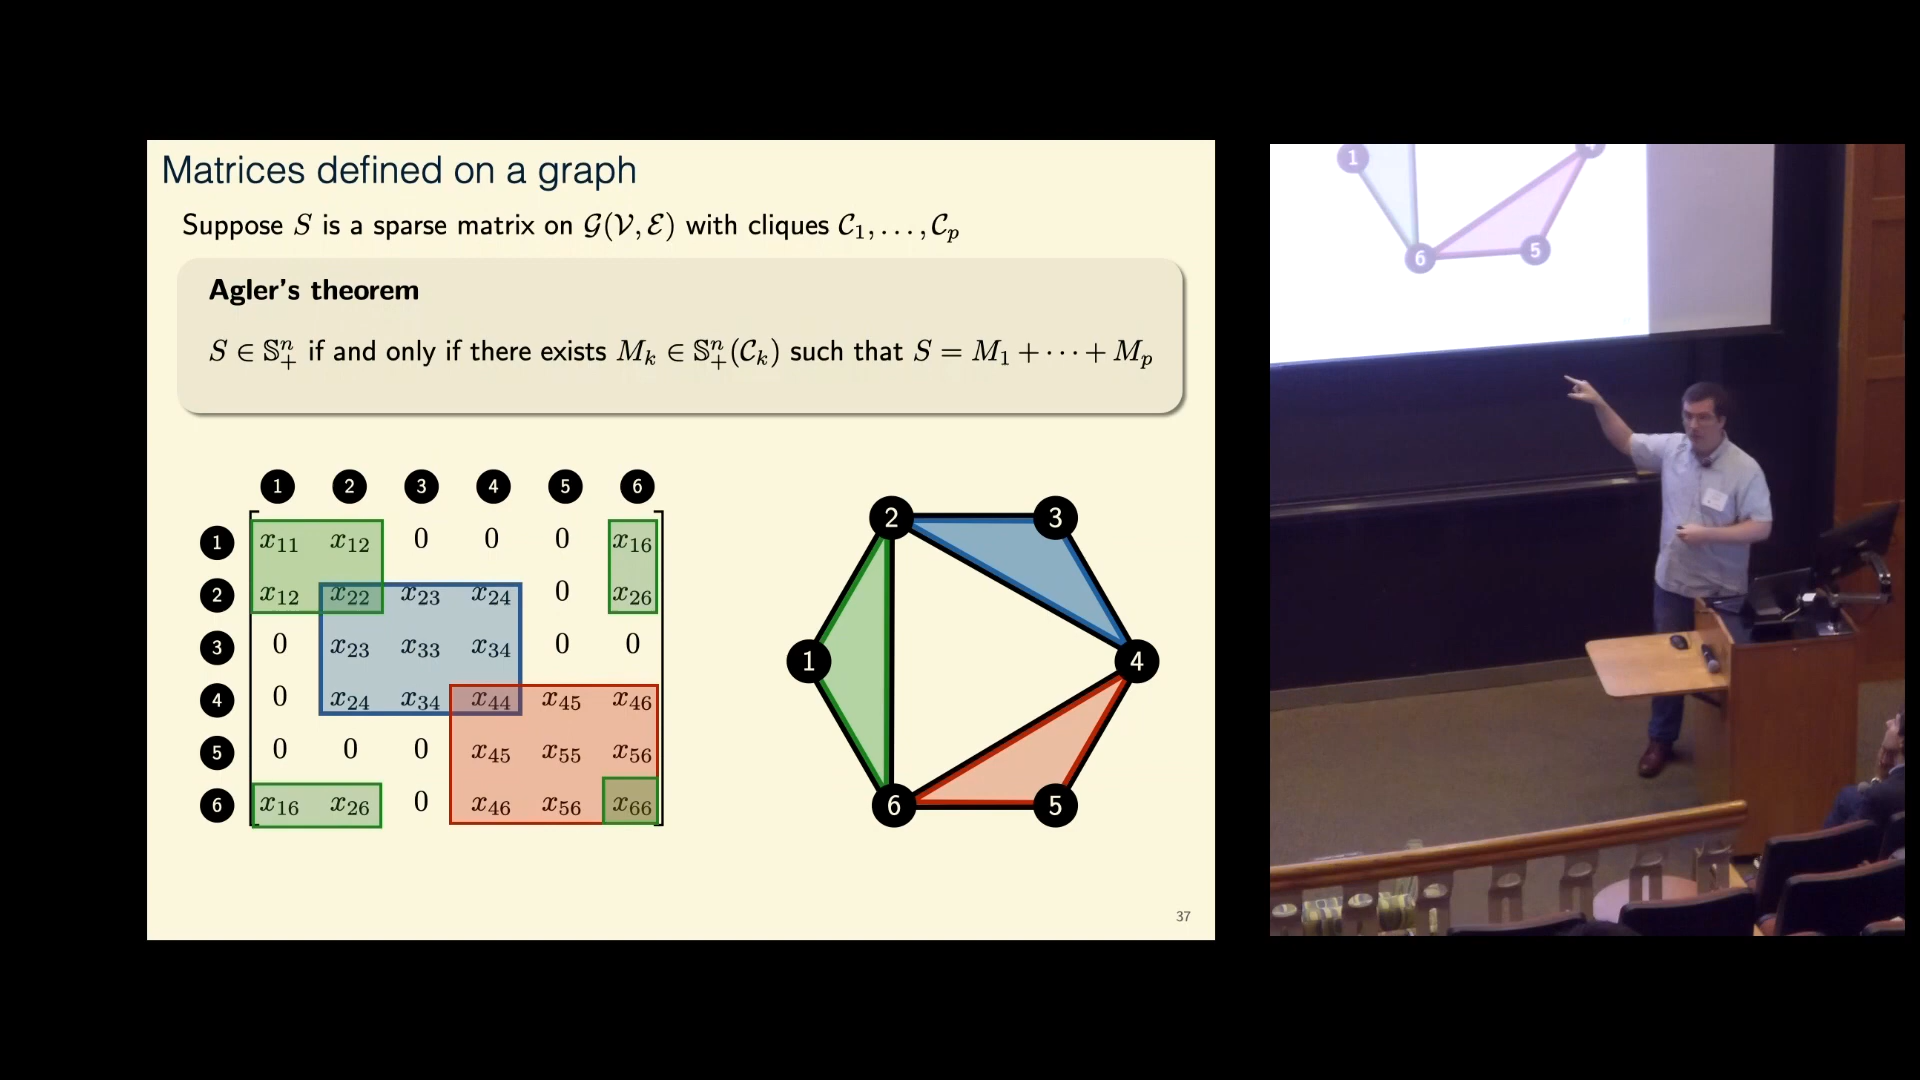 Matrices defined on a graph
Suppose S is a sparse matrix on 𝒢(𝒱, ℰ) with cliques 𝒞₁, . . . , 𝒞ₚ
Agler's theorem
S ∈ 𝕊ⁿ₊ if and only if there exists Mₖ ∈ 𝕊ⁿ₊(𝒞ₖ) such that S = M₁ + ··· + Mₚ
1 2 3 4 5 6
1 x₁₁ x₁₂ 0 0 0 x₁₆
2 x₁₂ x₂₂ x₂₃ x₂₄ 0 x₂₆
3 0 x₂₃ x₃₃ x₃₄ 0 0
4 0 x₂₄ x₃₄ x₄₄ x₄₅ x₄₆
5 0 0 0 x₄₅ x₅₅ x₅₆
6 x₁₆ x₂₆ 0 x₄₆ x₅₆ x₆₆
2 3
1 4
6 5
37
1
6 5